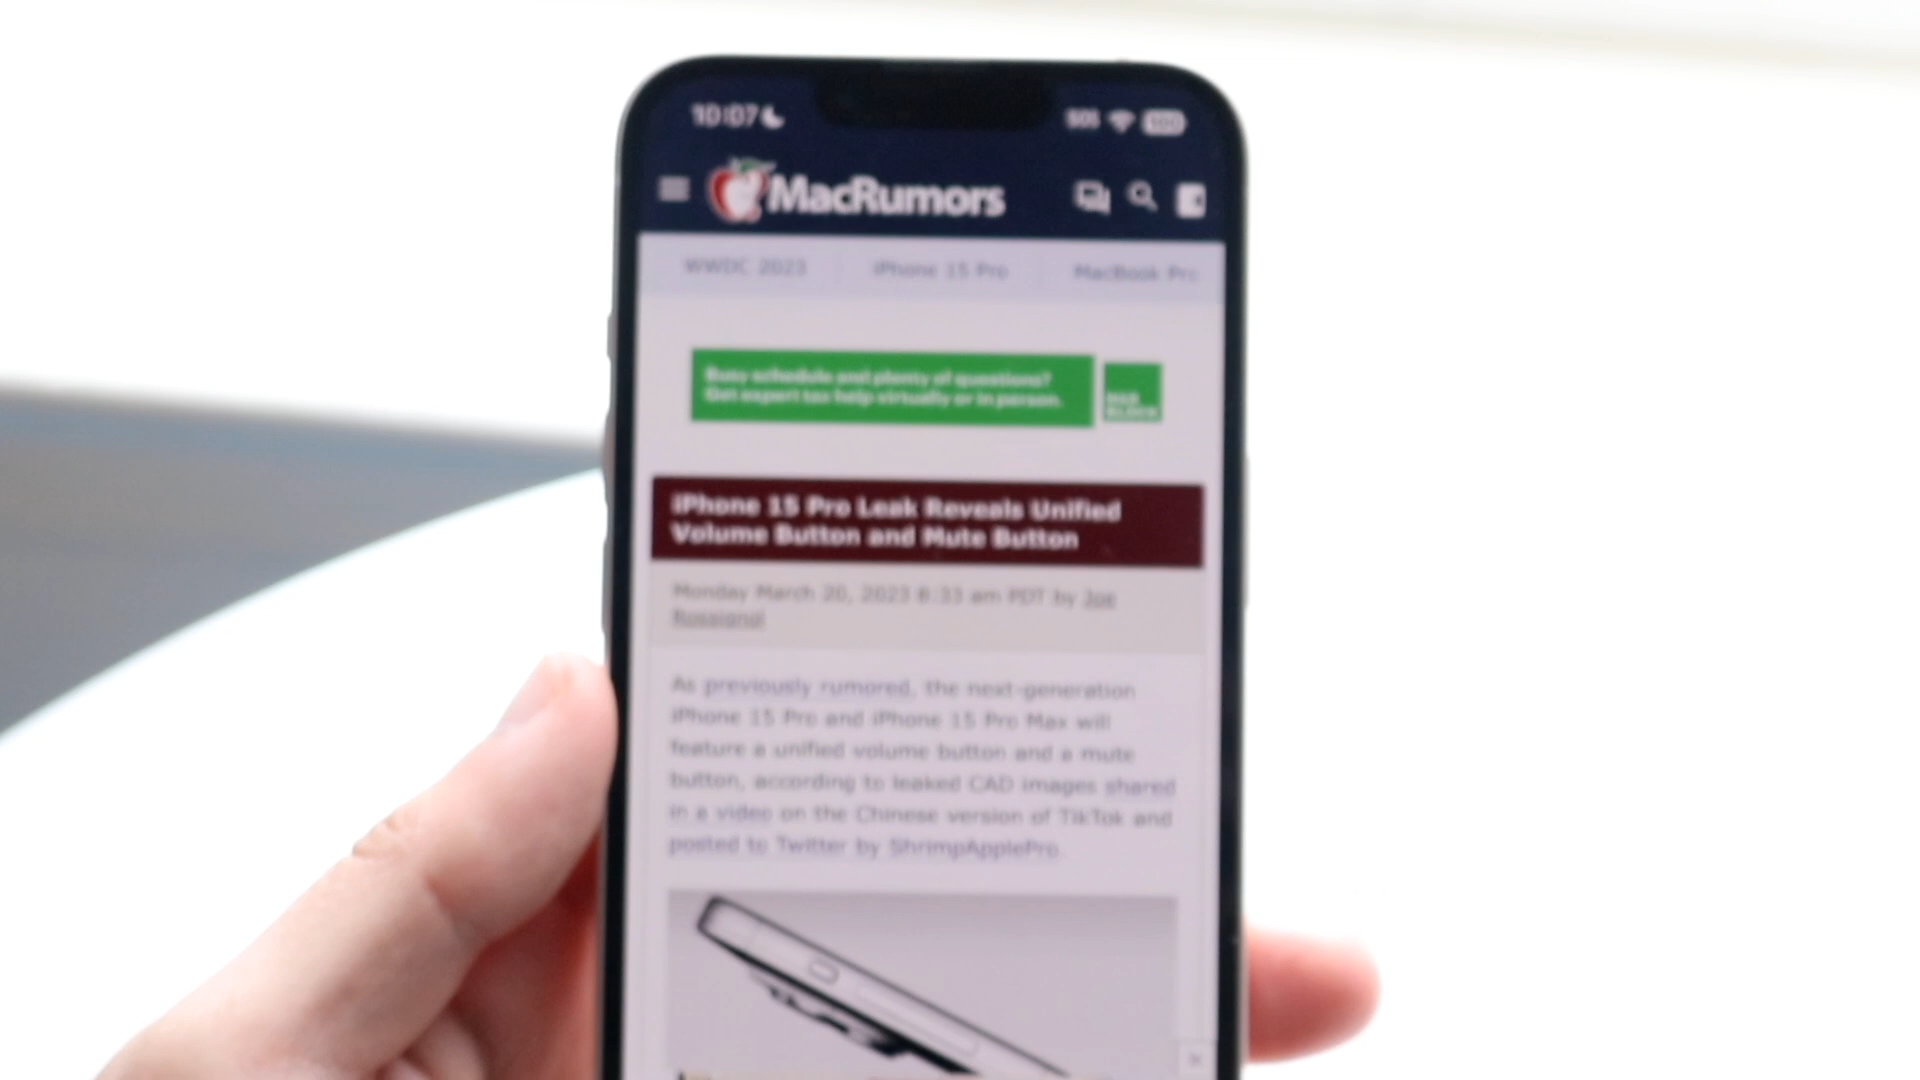 10:07
SOS
100
MacRumors
WWDC 2023
iPhone 15 Pro
MacBook Pro
Busy schedule and plenty of questions?
Get expert tax help virtually or in person.
H&R
BLOCK
iPhone 15 Pro Leak Reveals Unified
Volume Button and Mute Button
Monday March 20, 2023 8:33 am PDT by Joe
Rossignol
As previously rumored, the next-generation
iPhone 15 Pro and iPhone 15 Pro Max will
feature a unified volume button and a mute
button, according to leaked CAD images shared
in a video on the Chinese version of TikTok and
posted to Twitter by ShrimpApplePro.